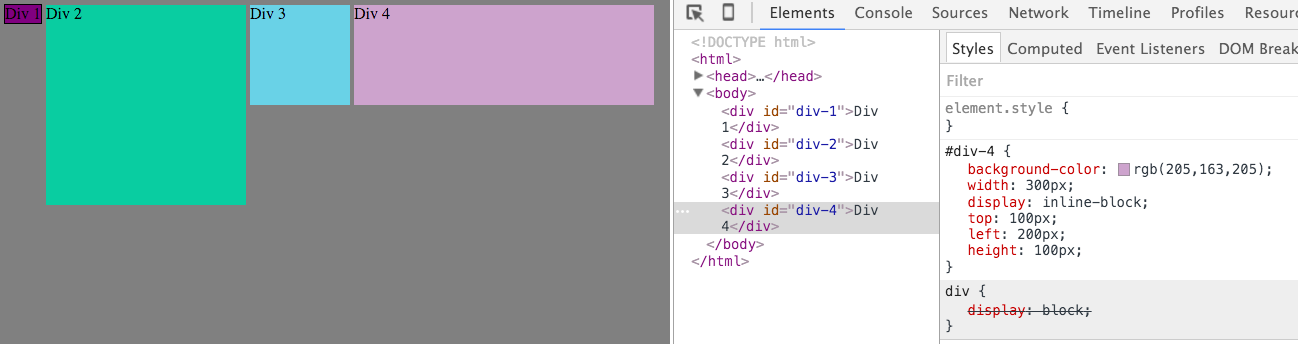 Div 1 Div 2 Div 3 Div 4
Elements Console Sources Network Timeline Profiles Resour
<!DOCTYPE html>
<html>
<head>…</head>
<body>
<div id="div-1">Div
1</div>
<div id="div-2">Div
2</div>
<div id="div-3">Div
3</div>
<div id="div-4">Div
4</div>
</body>
</html>
Styles Computed Event Listeners DOM Break
Filter
element.style {
}
#div-4 {
background-color: rgb(205,163,205);
width: 300px;
display: inline-block;
top: 100px;
left: 200px;
height: 100px;
}
div {
display: block;
}